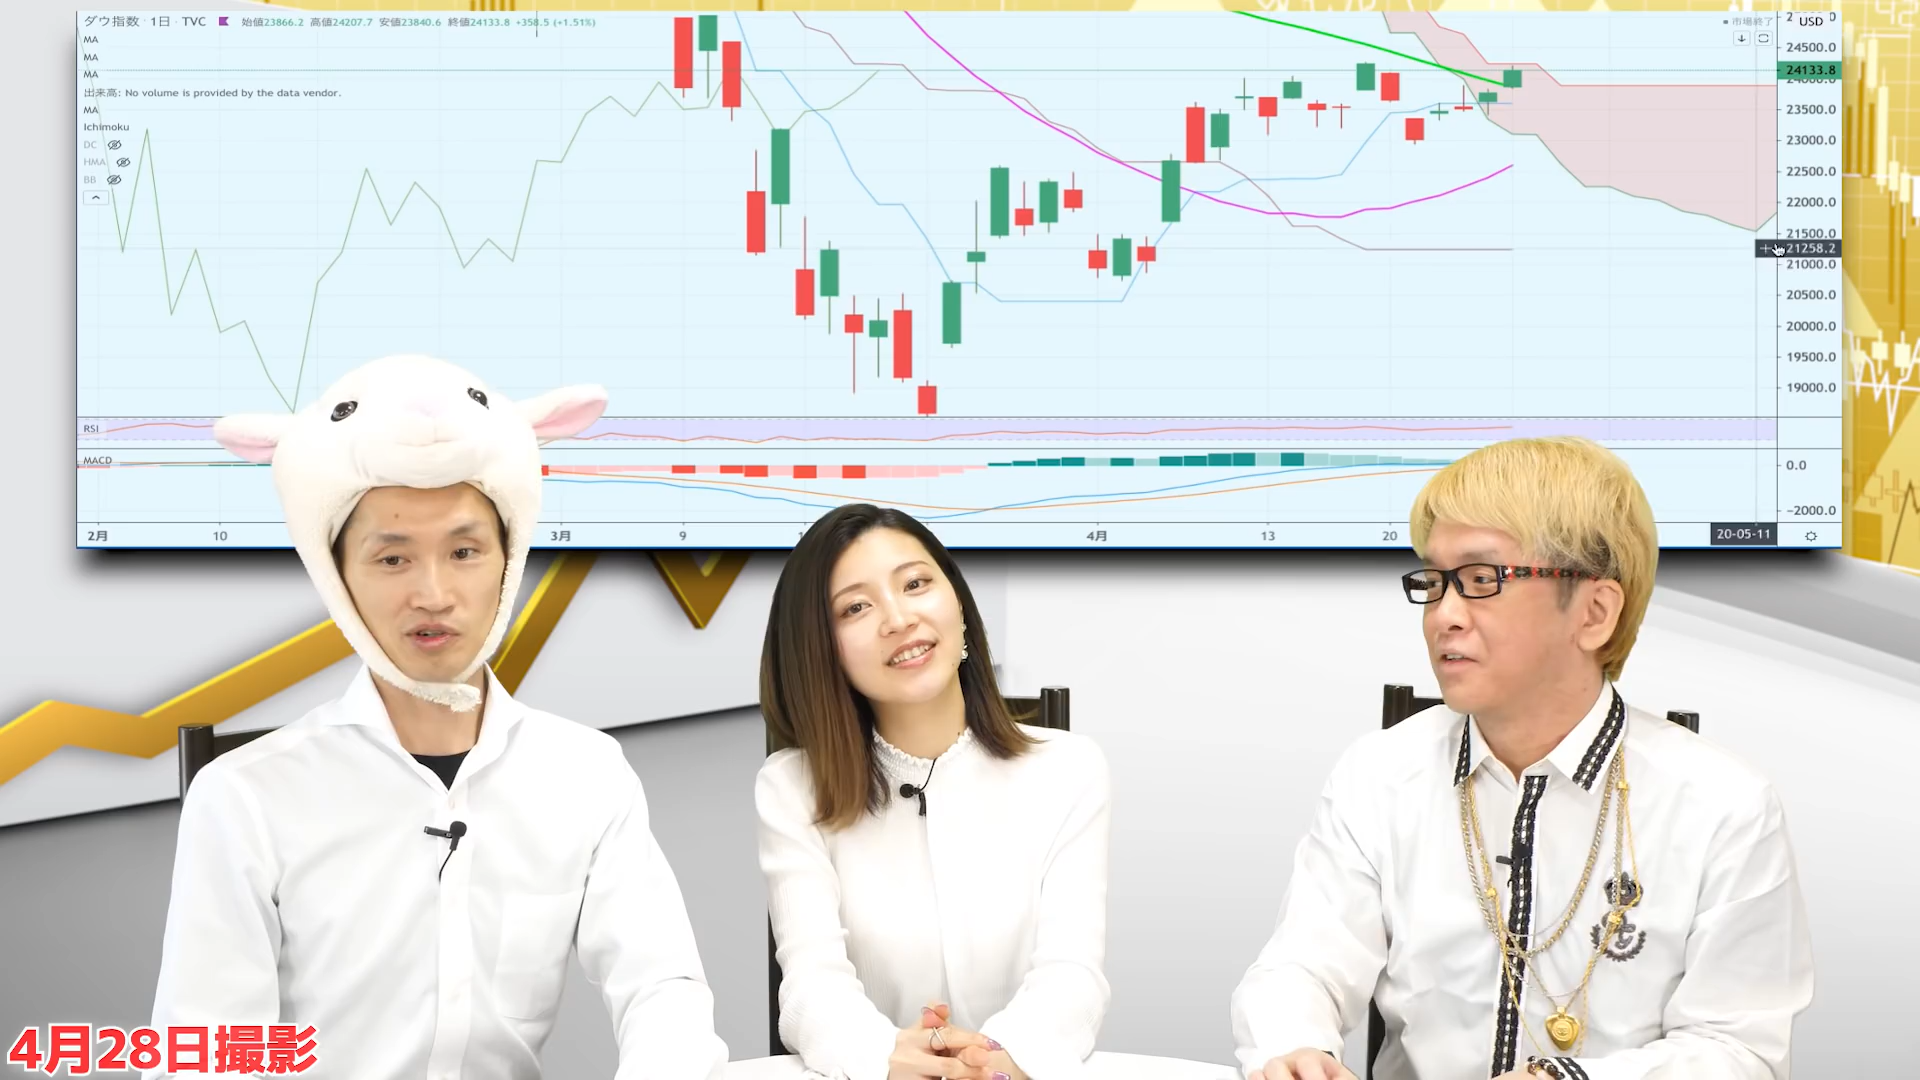 ダウ指数 · 1日 · TVC 始値23866.2 高値24207.7 安値23840.6 終値24133.8 +358.5 (+1.51%)
市場終了
USD
MA
MA
MA
出来高: No volume is provided by the data vendor.
MA
Ichimoku
DC
HMA
BB
24500.0
24133.8
23500.0
23000.0
22500.0
22000.0
21500.0
21258.2
21000.0
20500.0
20000.0
19500.0
19000.0
RSI
MACD
0.0
−2000.0
2月 10 3月 9 4月 13 20 20-05-11
4月28日撮影